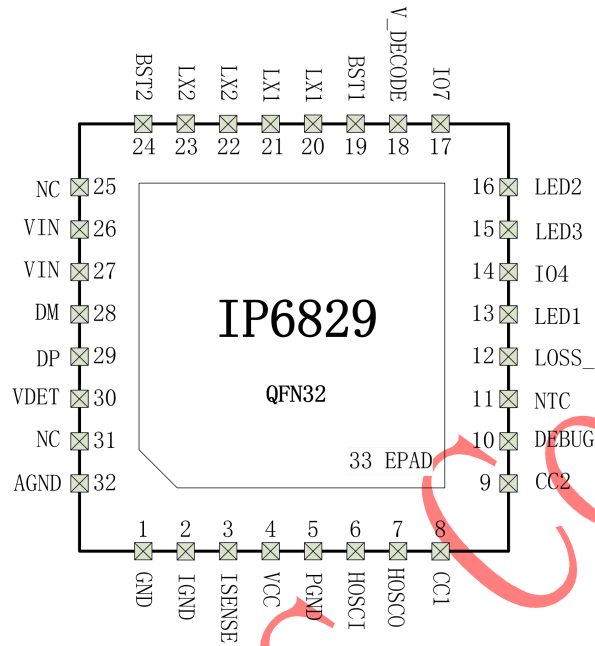 BST2 LX2 LX2 LX1 LX1 BST1 V_DECODE IO7
24 23 22 21 20 19 18 17
NC 25 16 LED2
VIN 26 15 LED3
VIN 27 14 IO4
DM 28 13 LED1
IP6829
DP 29 12 LOSS_
QFN32
VDET 30 11 NTC
NC 31 10 DEBUG
33 EPAD
AGND 32 9 CC2
1 2 3 4 5 6 7 8
GND IGND ISENSE VCC PGND HOSCI HOSCO CC1